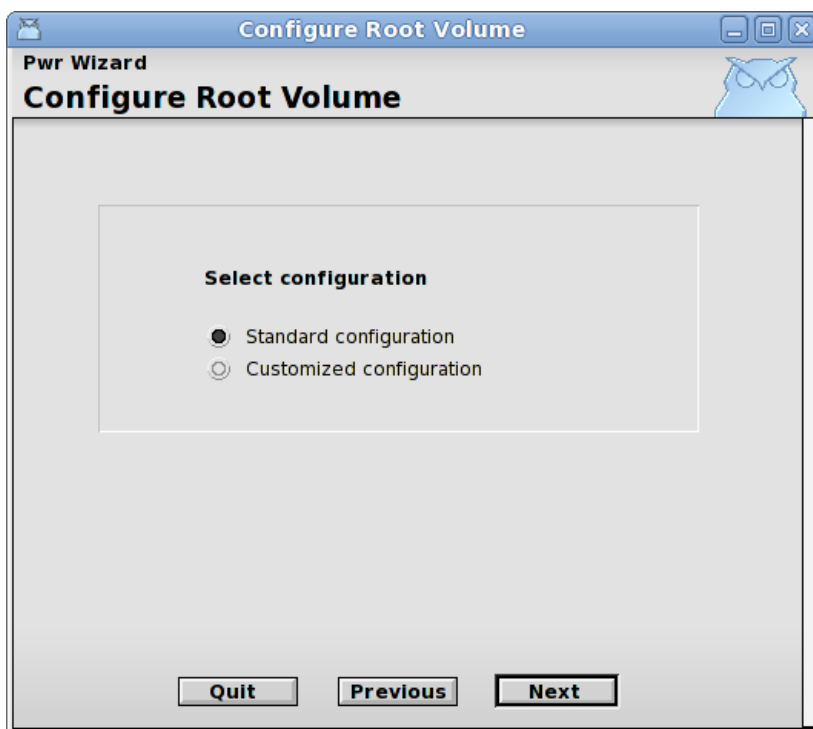 Configure Root Volume
Pwr Wizard
Configure Root Volume
Select configuration
Standard configuration
Customized configuration
Quit Previous Next